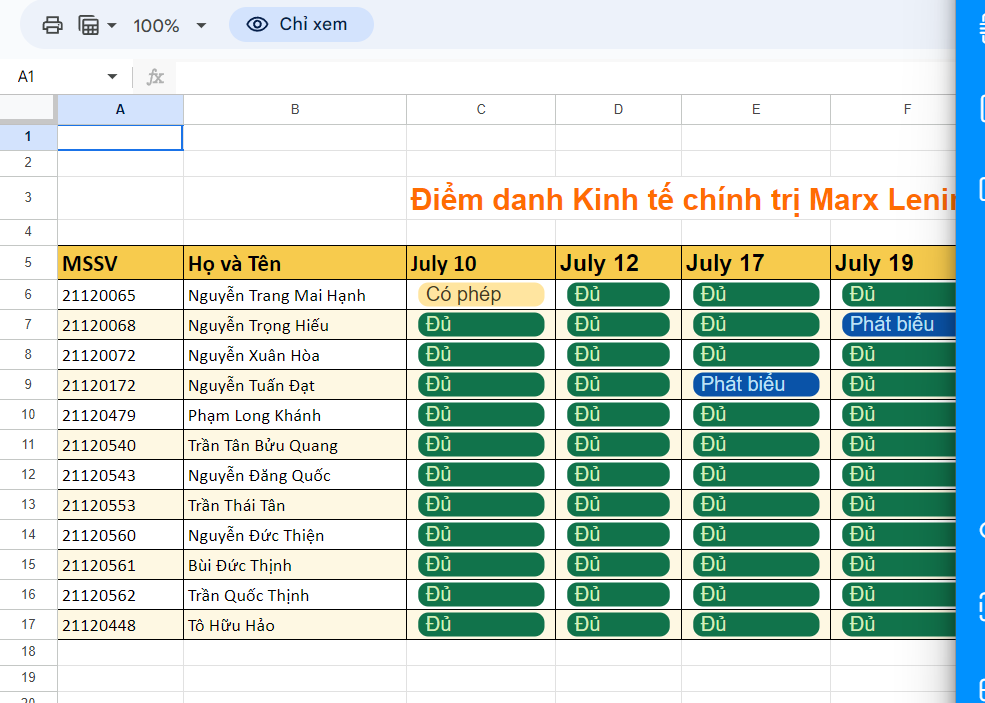 100% Chỉ xem
A1 fx
A B C D E F
1
2
3 Điểm danh Kinh tế chính trị Marx Lenin
4
5 MSSV Họ và Tên July 10 July 12 July 17 July 19
6 21120065 Nguyễn Trang Mai Hạnh Có phép Đủ Đủ Đủ
7 21120068 Nguyễn Trọng Hiếu Đủ Đủ Đủ Phát biểu
8 21120072 Nguyễn Xuân Hòa Đủ Đủ Đủ Đủ
9 21120172 Nguyễn Tuấn Đạt Đủ Đủ Phát biểu Đủ
10 21120479 Phạm Long Khánh Đủ Đủ Đủ Đủ
11 21120540 Trần Tân Bửu Quang Đủ Đủ Đủ Đủ
12 21120543 Nguyễn Đăng Quốc Đủ Đủ Đủ Đủ
13 21120553 Trần Thái Tân Đủ Đủ Đủ Đủ
14 21120560 Nguyễn Đức Thiện Đủ Đủ Đủ Đủ
15 21120561 Bùi Đức Thịnh Đủ Đủ Đủ Đủ
16 21120562 Trần Quốc Thịnh Đủ Đủ Đủ Đủ
17 21120448 Tô Hữu Hảo Đủ Đủ Đủ Đủ
18
19
20